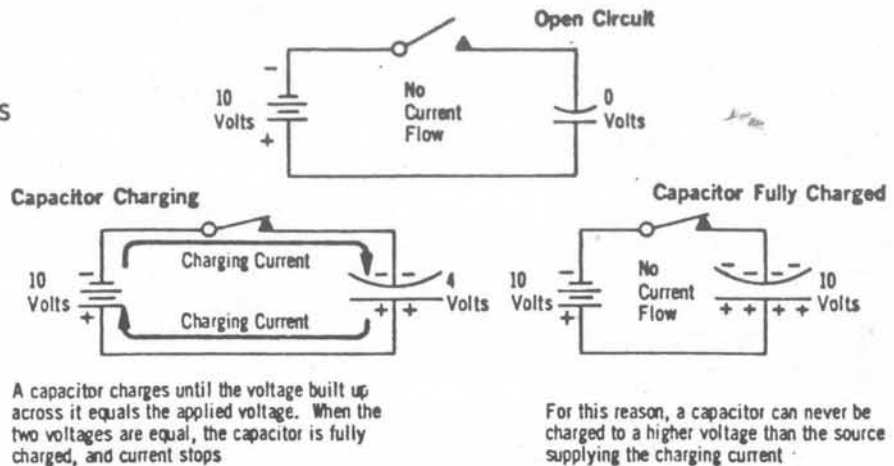 S
Open Circuit
−
10
Volts
+
No
Current
Flow
0
Volts
Capacitor Charging
−
10
Volts
+
Charging Current
Charging Current
− −
+ +
4
Volts
Capacitor Fully Charged
−
10
Volts
+
No
Current
Flow
− − − −
+ + + +
10
Volts
A capacitor charges until the voltage built up
across it equals the applied voltage. When the
two voltages are equal, the capacitor is fully
charged, and current stops
For this reason, a capacitor can never be
charged to a higher voltage than the source
supplying the charging current